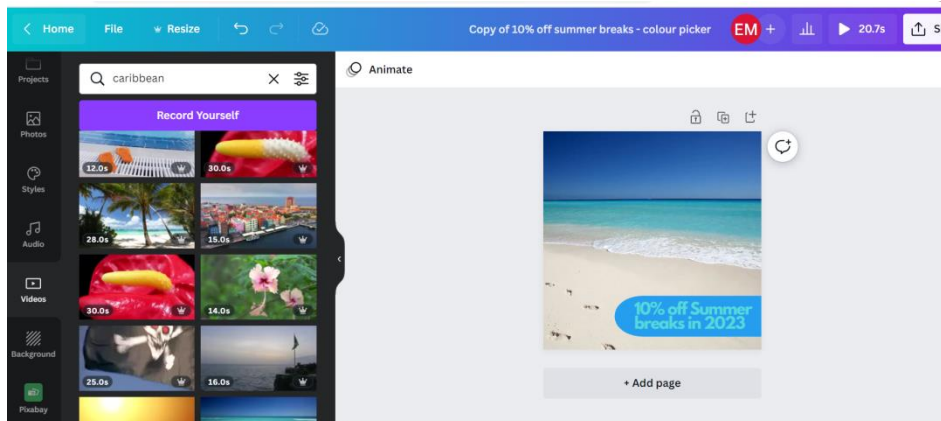 Home File Resize Copy of 10% off summer breaks - colour picker EM + 20.7s S
Projects
Photos
Styles
Audio
Videos
Background
Pixabay
caribbean
Record Yourself
12.0s 30.0s
28.0s 15.0s
30.0s 14.0s
25.0s 16.0s
Animate
10% off Summer
breaks in 2023
+ Add page